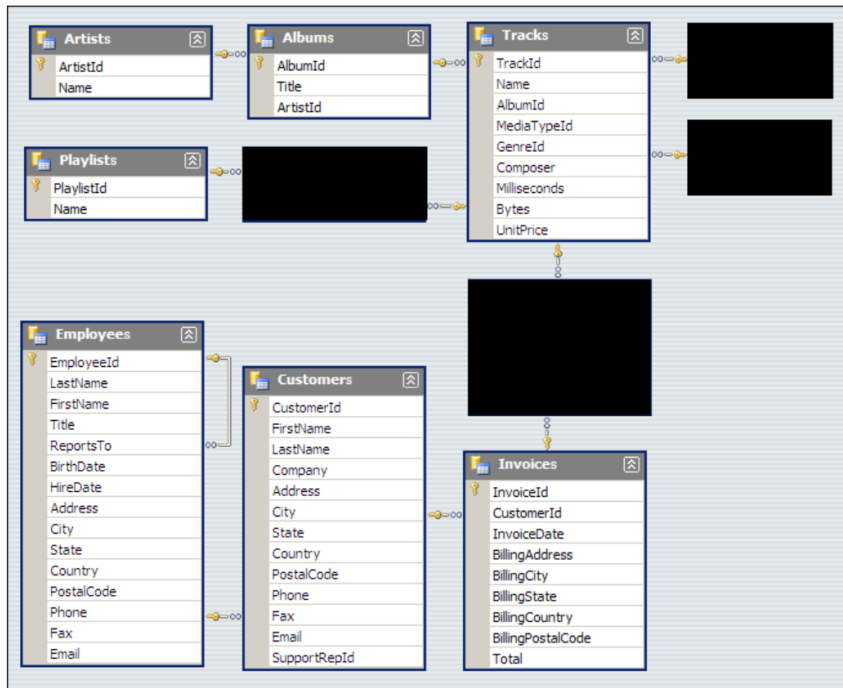 Artists
ArtistId
Name
Albums
AlbumId
Title
ArtistId
Tracks
TrackId
Name
AlbumId
MediaTypeId
GenreId
Composer
Milliseconds
Bytes
UnitPrice
Playlists
PlaylistId
Name
Employees
EmployeeId
LastName
FirstName
Title
ReportsTo
BirthDate
HireDate
Address
City
State
Country
PostalCode
Phone
Fax
Email
Customers
CustomerId
FirstName
LastName
Company
Address
City
State
Country
PostalCode
Phone
Fax
Email
SupportRepId
Invoices
InvoiceId
CustomerId
InvoiceDate
BillingAddress
BillingCity
BillingState
BillingCountry
BillingPostalCode
Total